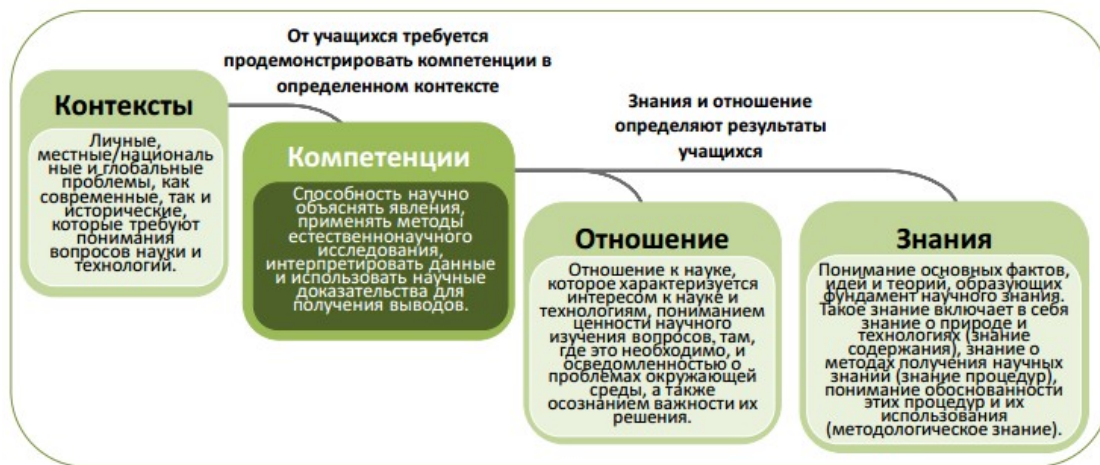 От учащихся требуется
продемонстрировать компетенции в
определенном контексте
Контексты
Личные,
местные/националь
ные и глобальные
проблемы, как
современные, так и
исторические,
которые требуют
понимания
вопросов науки и
технологий.
Компетенции
Способность научно
объяснять явления,
применять методы
естественнонаучного
исследования,
интерпретировать данные
и использовать научные
доказательства для
получения выводов.
Знания и отношение
определяют результаты
учащихся
Отношение
Отношение к науке,
которое характеризуется
интересом к науке и
технологиям, пониманием
ценности научного
изучения вопросов, там,
где это необходимо, и
осведомленностью о
проблемах окружающей
среды, а также
осознанием важности их
решения.
Знания
Понимание основных фактов,
идей и теорий, образующих
фундамент научного знания.
Такое знание включает в себя
знание о природе и
технологиях (знание
содержания), знание о
методах получения научных
знаний (знание процедур),
понимание обоснованности
этих процедур и их
использования
(методологическое знание).